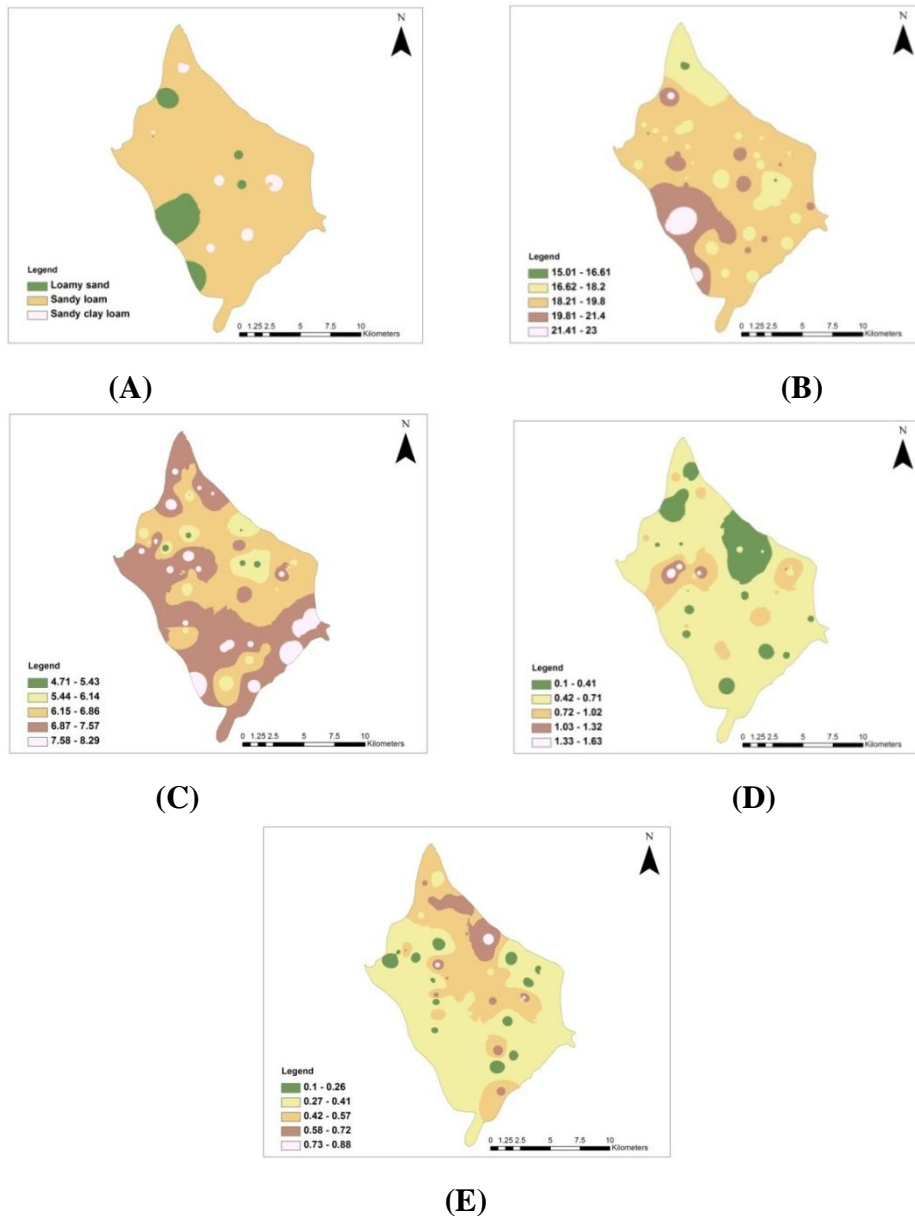 N
Legend
Loamy sand
Sandy loam
Sandy clay loam
0 1.25 2.5 5 7.5 10
Kilometers
(A)
N
Legend
15.01 - 16.61
16.62 - 18.2
18.21 - 19.8
19.81 - 21.4
21.41 - 23
0 1.25 2.5 5 7.5 10
Kilometers
(B)
N
Legend
4.71 - 5.43
5.44 - 6.14
6.15 - 6.86
6.87 - 7.57
7.58 - 8.29
0 1.25 2.5 5 7.5 10
Kilometers
(C)
N
Legend
0.1 - 0.41
0.42 - 0.71
0.72 - 1.02
1.03 - 1.32
1.33 - 1.63
0 1.25 2.5 5 7.5 10
Kilometers
(D)
N
Legend
0.1 - 0.26
0.27 - 0.41
0.42 - 0.57
0.58 - 0.72
0.73 - 0.88
0 1.25 2.5 5 7.5 10
Kilometers
(E)